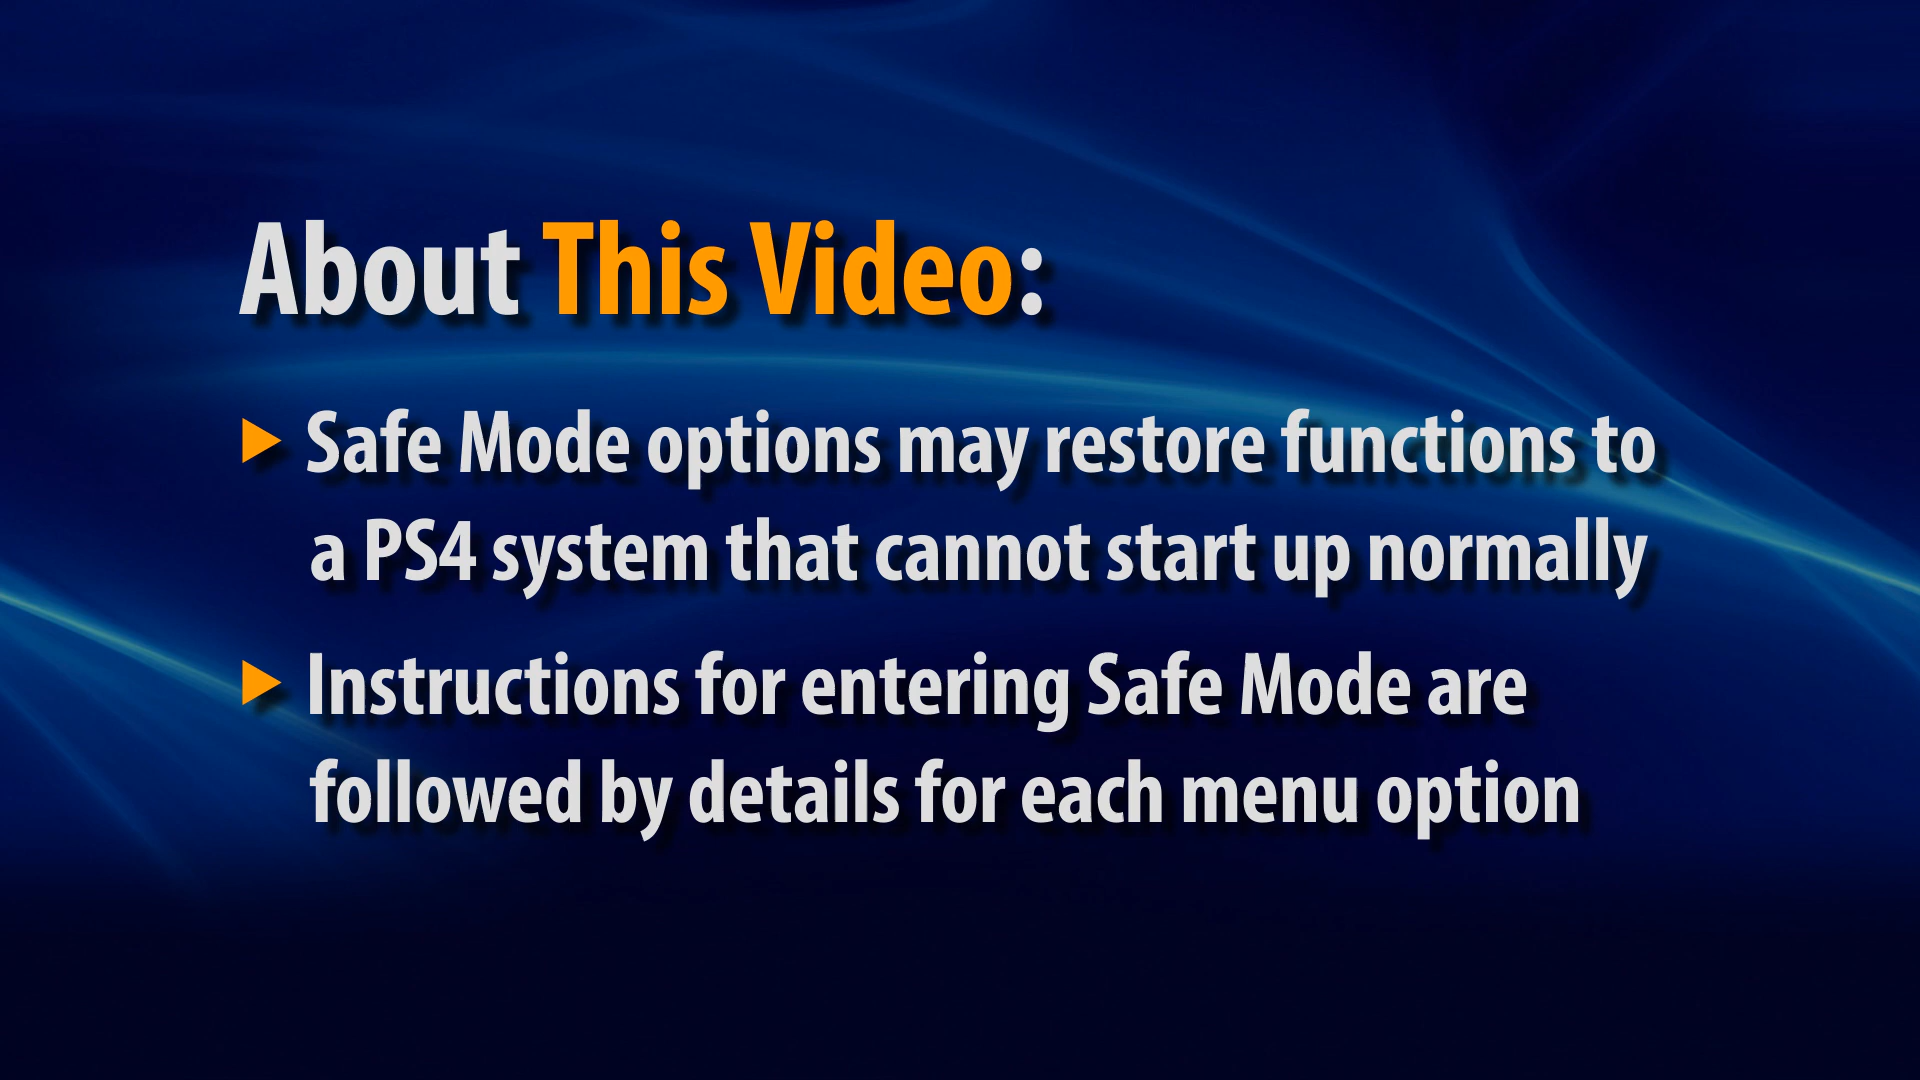 About This Video:
Safe Mode options may restore functions to
a PS4 system that cannot start up normally
Instructions for entering Safe Mode are
followed by details for each menu option